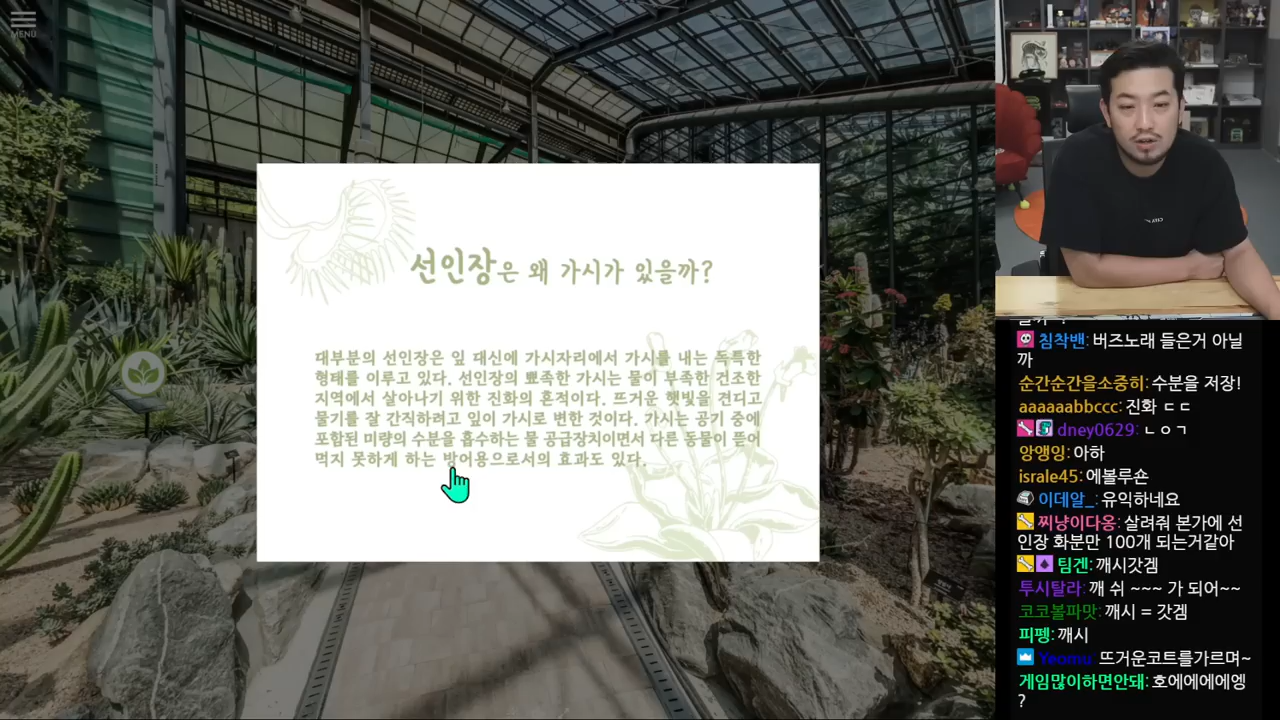 MENU
선인장은 왜 가시가 있을까?
대부분의 선인장은 잎 대신에 가시자리에서 가시를 내는 독특한
형태를 이루고 있다. 선인장의 뾰족한 가시는 물이 부족한 건조한
지역에서 살아나기 위한 진화의 흔적이다. 뜨거운 햇빛을 견디고
물기를 잘 간직하려고 잎이 가시로 변한 것이다. 가시는 공기 중에
포함된 미량의 수분을 흡수하는 물 공급장치이면서 다른 동물이 뜯어
먹지 못하게 하는 방어용으로서의 효과도 있다.
침착밴: 버즈노래 들은거 아닐
까
순간순간을소중히: 수분을 저장!
aaaaaabbccc: 진화 ㄷㄷ
dney0629: ㄴㅇㄱ
앙앵잉: 아하
israle45: 에볼루숀
이데알_: 유익하네요
찌냥이다옹: 살려줘 본가에 선
인장 화분만 100개 되는거같아
팀겐: 깨시갓겜
투시탈라: 깨 쉬 ~~~ 가 되어~~
코코볼파맛: 깨시 = 갓겜
피펭: 깨시
Yeomu: 뜨거운코트를가르며~
게임많이하면안돼: 호에에에에엥
?